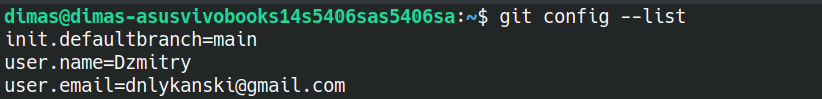 dimas@dimas-asusvivobooks14s5406sas5406sa:~$ git config --list
init.defaultbranch=main
user.name=Dzmitry
user.email=dnlykanski@gmail.com